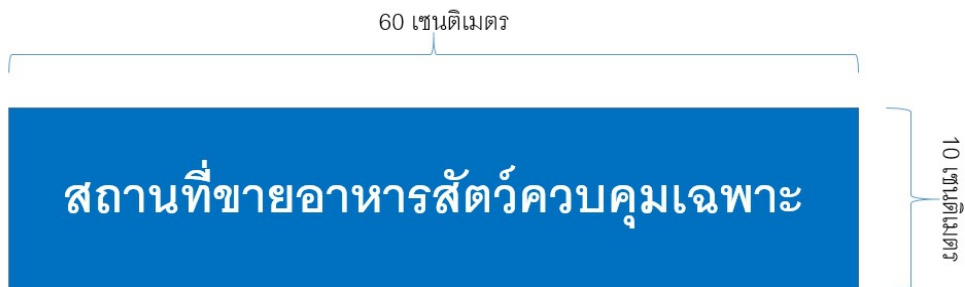 60 เซนติเมตร
สถานที่ขายอาหารสัตว์ควบคุมเฉพาะ
10 เซนติเมตร